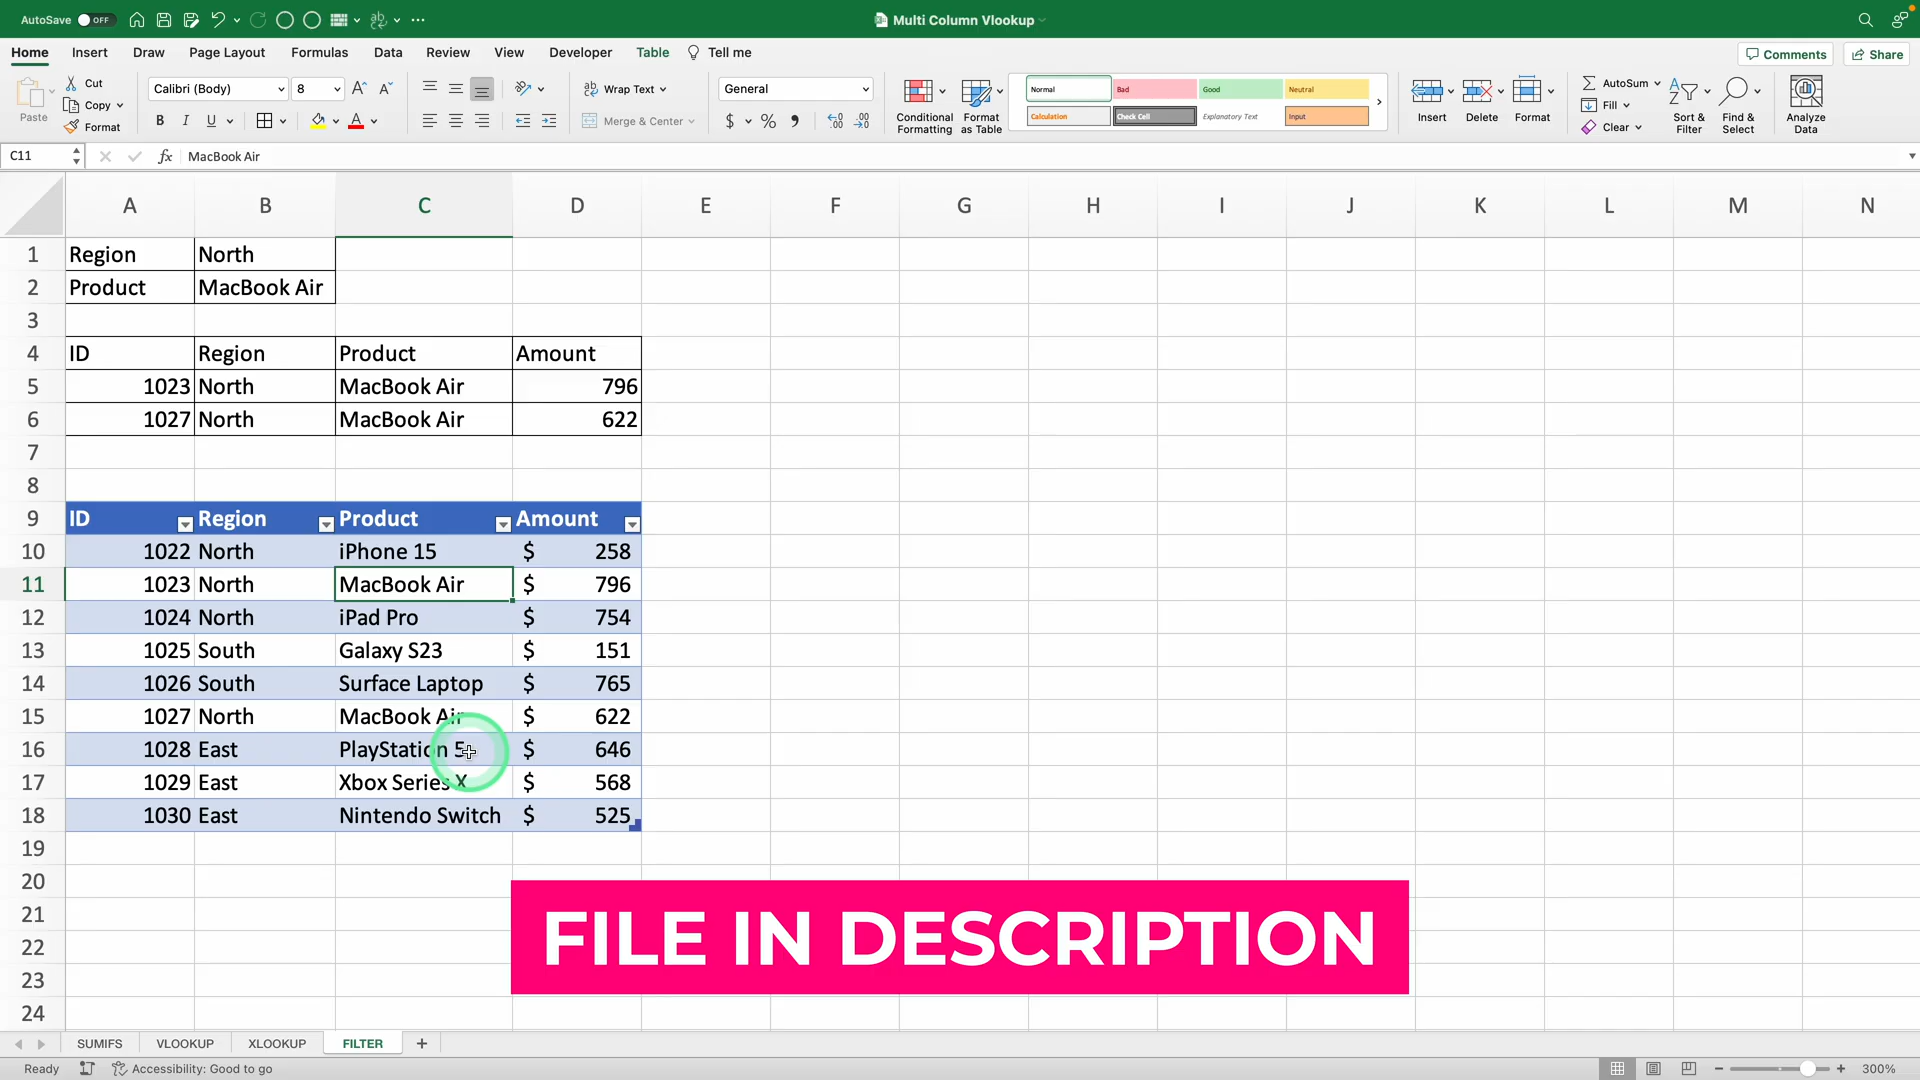 AutoSave OFF Multi Column Vlookup
Home Insert Draw Page Layout Formulas Data Review View Developer Table Tell me Comments Share
Paste Cut Copy Format
Calibri (Body) 8
B I U
Wrap Text
Merge & Center
General
$ % 9
Conditional Formatting
Format as Table
Normal Bad Good Neutral
Calculation Check Cell Explanatory Text Input
Insert Delete Format
AutoSum
Fill
Clear
Sort & Filter
Find & Select
Analyze Data
C11 fx MacBook Air
A B C D E F G H I J K L M N
1 Region North
2 Product MacBook Air
3
4 ID Region Product Amount
5 1023 North MacBook Air 796
6 1027 North MacBook Air 622
7
8
9 ID Region Product Amount
10 1022 North iPhone 15 $ 258
11 1023 North MacBook Air $ 796
12 1024 North iPad Pro $ 754
13 1025 South Galaxy S23 $ 151
14 1026 South Surface Laptop $ 765
15 1027 North MacBook Air $ 622
16 1028 East PlayStation 5 $ 646
17 1029 East Xbox Series X $ 568
18 1030 East Nintendo Switch $ 525
19
20
21
22
23
24
FILE IN DESCRIPTION
SUMIFS VLOOKUP XLOOKUP FILTER +
Ready Accessibility: Good to go 300%